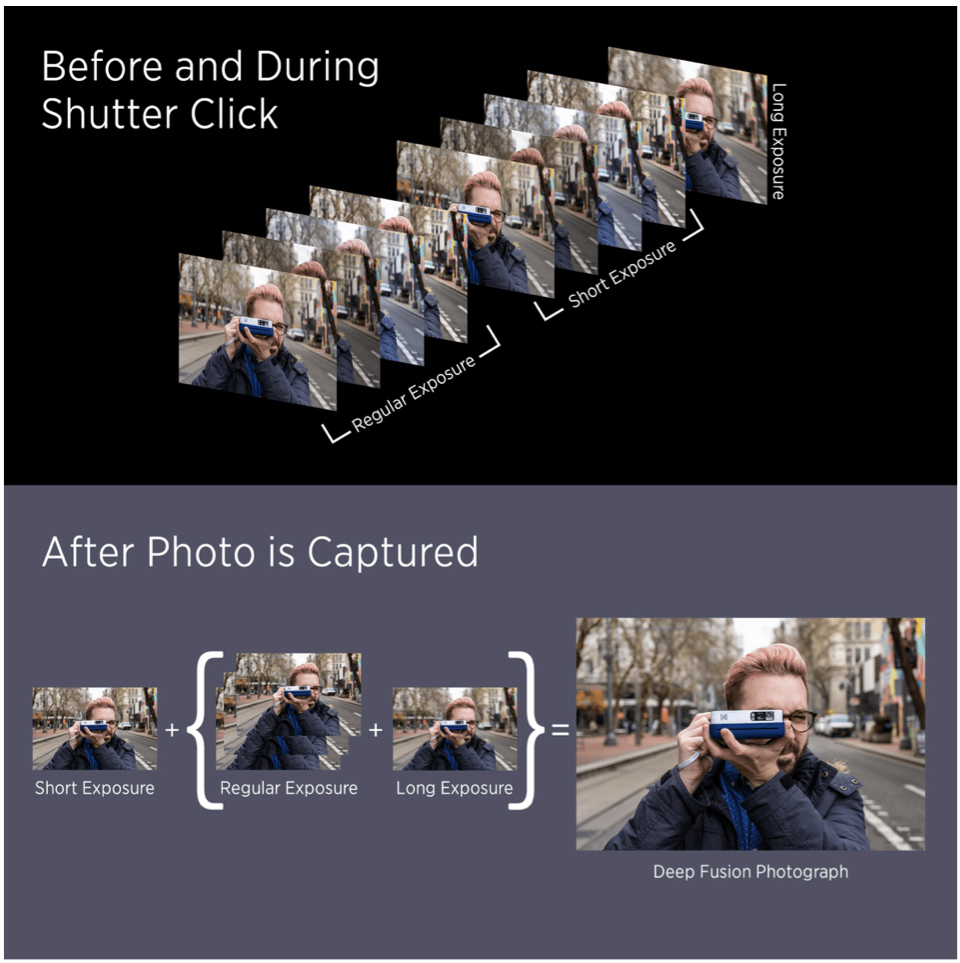 Before and During
Shutter Click
Long Exposure
Short Exposure
Regular Exposure
After Photo is Captured
Short Exposure
+
{
Regular Exposure
+
Long Exposure
}
=
Deep Fusion Photograph